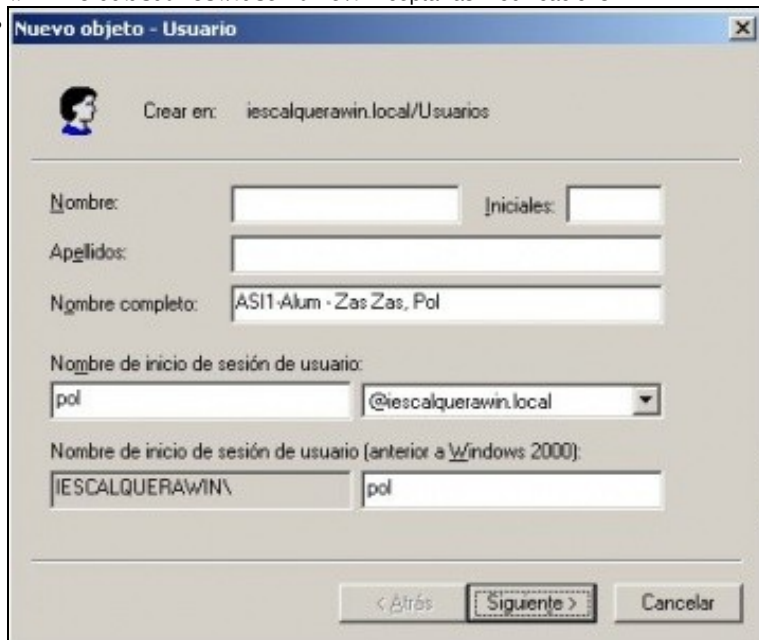 Nuevo objeto - Usuario
Crear en: iescalquerawin.local/Usuarios
Nombre:
Iniciales:
Apellidos:
Nombre completo: ASI1-Alum - Zas Zas, Pol
Nombre de inicio de sesión de usuario:
pol @iescalquerawin.local
Nombre de inicio de sesión de usuario (anterior a Windows 2000):
IESCALQUERAWIN\ pol
< Atrás Siguiente > Cancelar